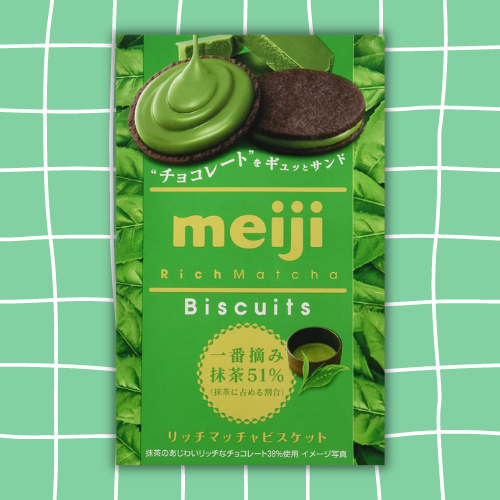 “チョコレート”をギュッとサンド
meiji
Rich Matcha
Biscuits
一番摘み
抹茶51%
(抹茶に占める割合)
リッチマッチャビスケット
抹茶のあじわいリッチなチョコレート38%使用 イメージ写真